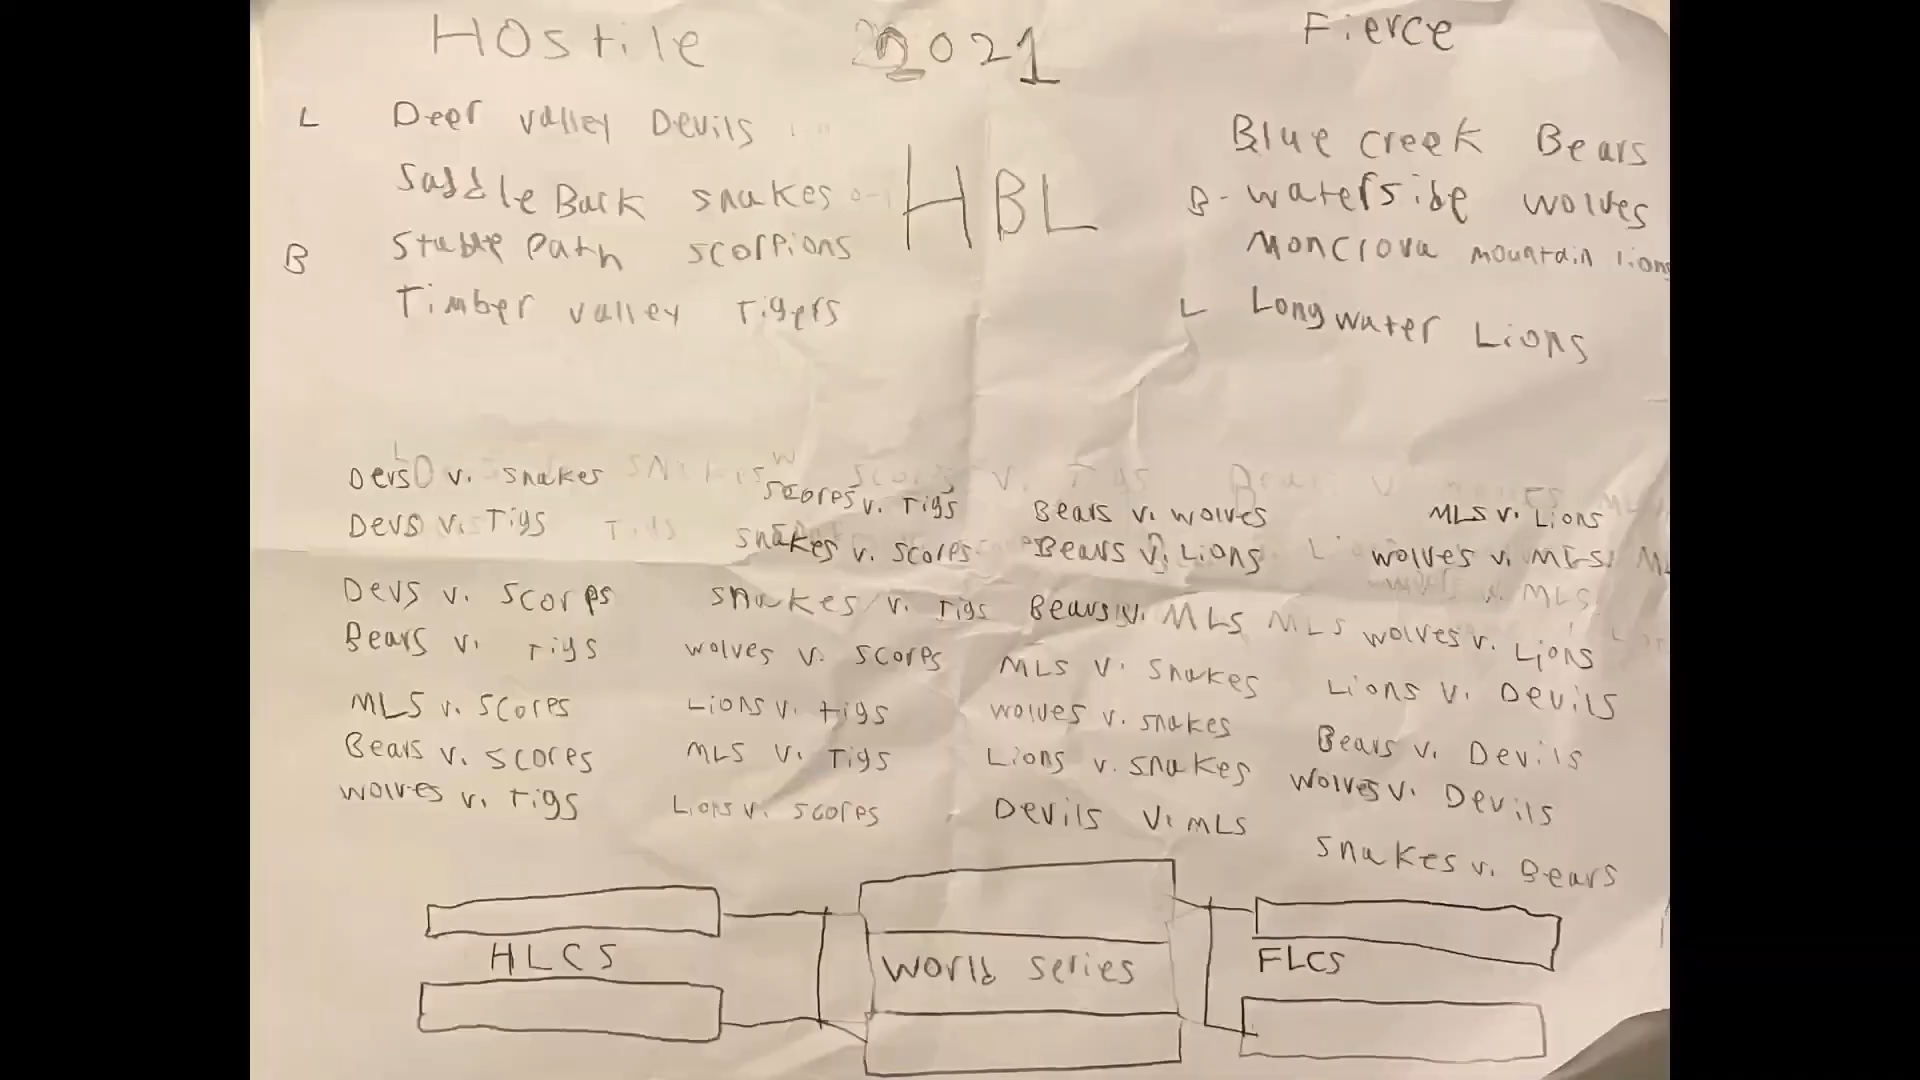 Hostile 2021 Fierce
L Deer valley Devils
Saddle Back snakes 0-1
B Stable Path scorpions
Timber valley Tigers
HBL
Blue creek Bears
B- waterside wolves
Moncrova mountain lions
L Longwater Lions
Devs v. snakes scores v. Tigs Bears v. wolves MLS v. Lions
Devs v. Tigs snakes v. scores Bears v. Lions wolves v. MLS
Devs v. scorps snakes v. Tigs Bears v. MLS wolves v. Lions
Bears v. Tigs wolves v. scorps MLS v. snakes Lions v. Devils
MLS v. scores Lions v. tigs wolves v. snakes Bears v. Devils
Bears v. scores MLS v. Tigs Lions v. snakes wolves v. Devils
wolves v. Tigs Lions v. scores Devils v. MLS snakes v. Bears
HLCS world series FLCS